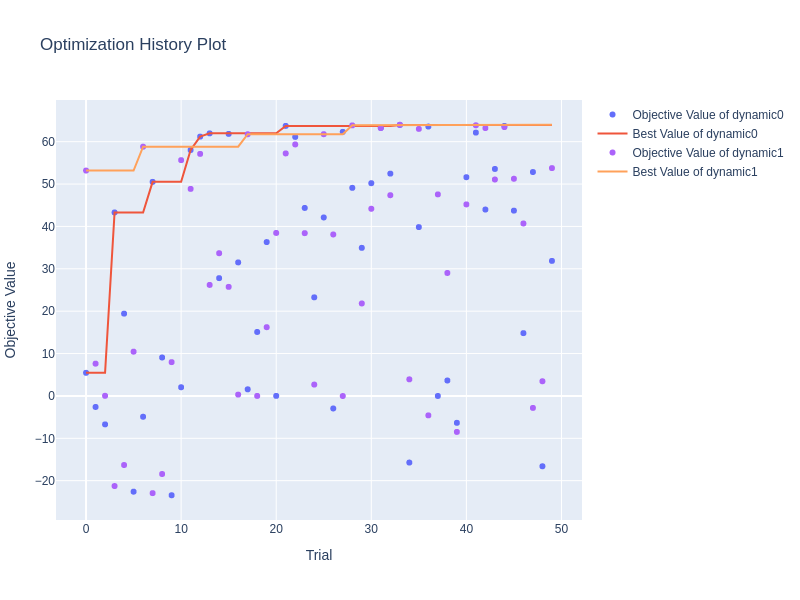 Optimization History Plot
Objective Value of dynamic0
Best Value of dynamic0
Objective Value of dynamic1
Best Value of dynamic1
60
50
40
30
20
10
0
−10
−20
Objective Value
0 10 20 30 40 50
Trial